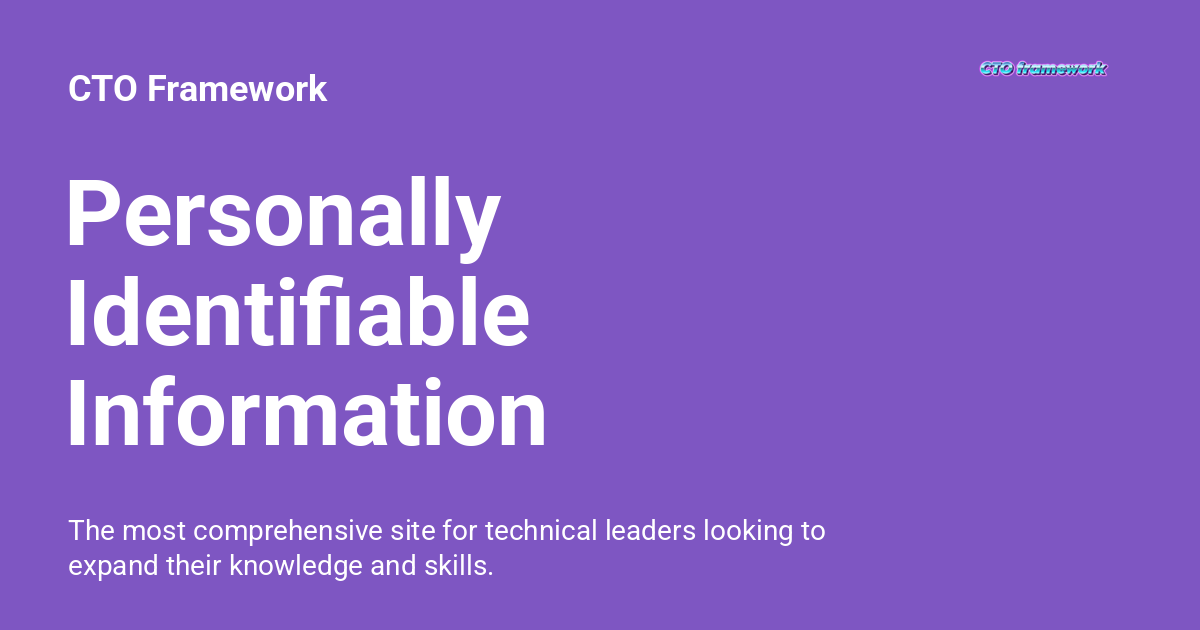 CTO Framework
CTO framework
Personally
Identifiable
Information
The most comprehensive site for technical leaders looking to
expand their knowledge and skills.